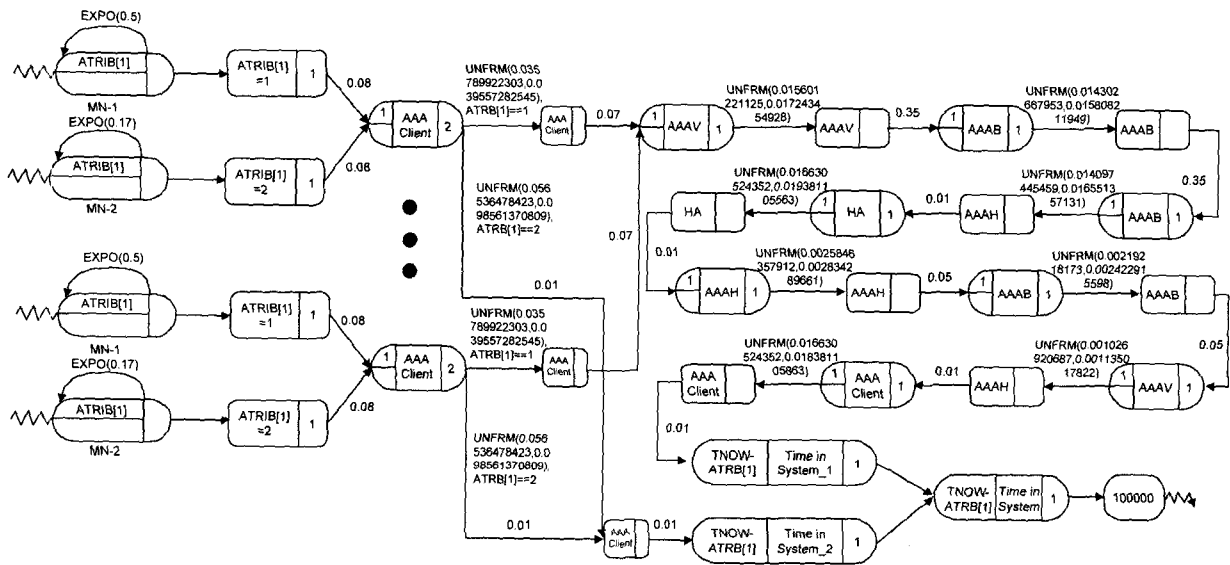 EXPO(0.5)
ATRIB[1]
MN-1
ATRIB[1]
=1
1
0.08
EXPO(0.17)
ATRIB[1]
MN-2
ATRIB[1]
=2
1
0.08
1
AAA
Client
2
UNFRM(0.035
789922303,0.0
39557282545),
ATRB[1]==1
AAA
Client
0.07
1
AAAV
1
UNFRM(0.015601
221125,0.0172434
54928)
AAAV
0.35
1
AAAB
1
UNFRM(0.014302
667953,0.0158082
11949)
AAAB
0.35
UNFRM(0.056
536478423,0.0
98561370809),
ATRB[1]==2
0.01
0.07
HA
UNFRM(0.016630
524352,0.0193811
05563)
1
HA
1
0.01
AAAH
UNFRM(0.014097
445459,0.0165513
57131)
1
AAAB
1
0.01
1
AAAH
1
UNFRM(0.0025846
357912,0.0028342
89661)
AAAH
0.05
1
AAAB
1
UNFRM(0.002192
18173,0.00242291
5598)
AAAB
0.05
EXPO(0.5)
ATRIB[1]
MN-1
ATRIB[1]
=1
1
0.08
EXPO(0.17)
ATRIB[1]
MN-2
ATRIB[1]
=2
1
0.08
1
AAA
Client
2
UNFRM(0.035
789922303,0.0
39557282545),
ATRB[1]==1
AAA
Client
UNFRM(0.056
536478423,0.0
98561370809),
ATRB[1]==2
0.01
AAA
Client
0.01
AAA
Client
UNFRM(0.016630
524352,0.0183811
05863)
1
AAA
Client
1
0.01
AAAH
UNFRM(0.001026
920687,0.0011350
17822)
1
AAAV
1
0.01
TNOW-
ATRB[1]
Time in
System_1
1
TNOW-
ATRB[1]
Time in
System_2
1
TNOW-
ATRB[1]
Time in
System
1
100000